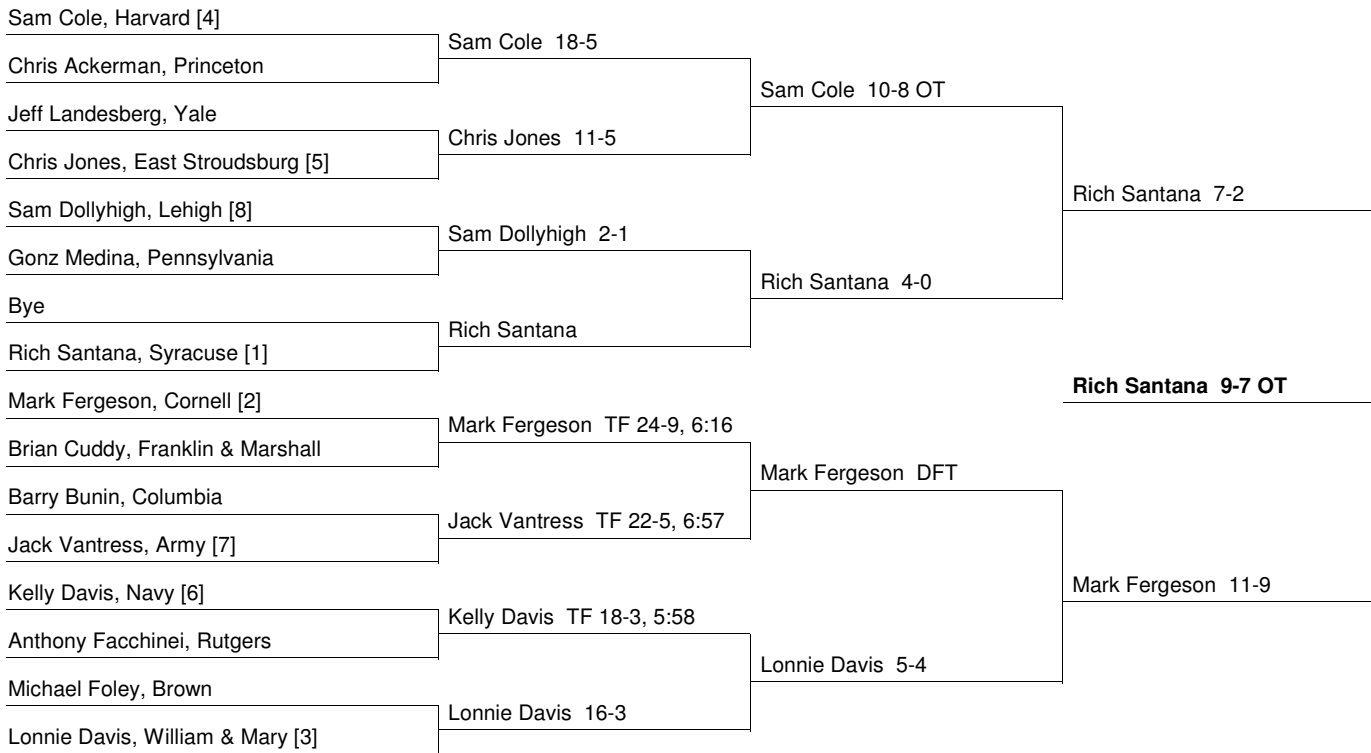 Sam Cole, Harvard [4]
Chris Ackerman, Princeton
Jeff Landesberg, Yale
Chris Jones, East Stroudsburg [5]
Sam Dollyhigh, Lehigh [8]
Gonz Medina, Pennsylvania
Bye
Rich Santana, Syracuse [1]
Mark Fergeson, Cornell [2]
Brian Cuddy, Franklin & Marshall
Barry Bunin, Columbia
Jack Vantress, Army [7]
Kelly Davis, Navy [6]
Anthony Facchinei, Rutgers
Michael Foley, Brown
Lonnie Davis, William & Mary [3]
Sam Cole 18-5
Chris Jones 11-5
Sam Dollyhigh 2-1
Rich Santana
Mark Fergeson TF 24-9, 6:16
Jack Vantress TF 22-5, 6:57
Kelly Davis TF 18-3, 5:58
Lonnie Davis 16-3
Sam Cole 10-8 OT
Rich Santana 4-0
Mark Fergeson DFT
Lonnie Davis 5-4
Rich Santana 7-2
Mark Fergeson 11-9
Rich Santana 9-7 OT